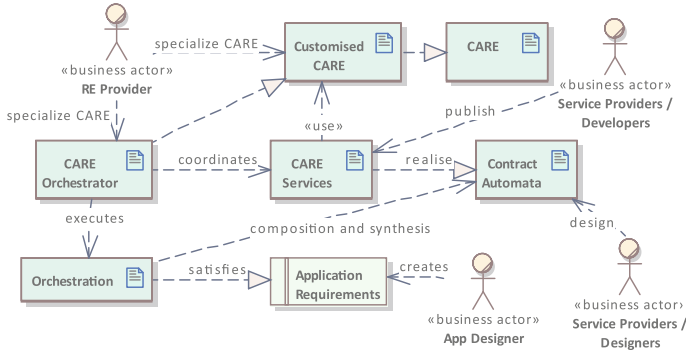 specialize CARE
Customised
CARE
CARE
«business actor»
RE Provider
«business actor»
Service Providers /
Developers
specialize CARE
publish
«use»
CARE
Orchestrator
coordinates
CARE
Services
realise
Contract
Automata
executes
composition and synthesis
design
Orchestration
satisfies
Application
Requirements
creates
«business actor»
App Designer
«business actor»
Service Providers /
Designers